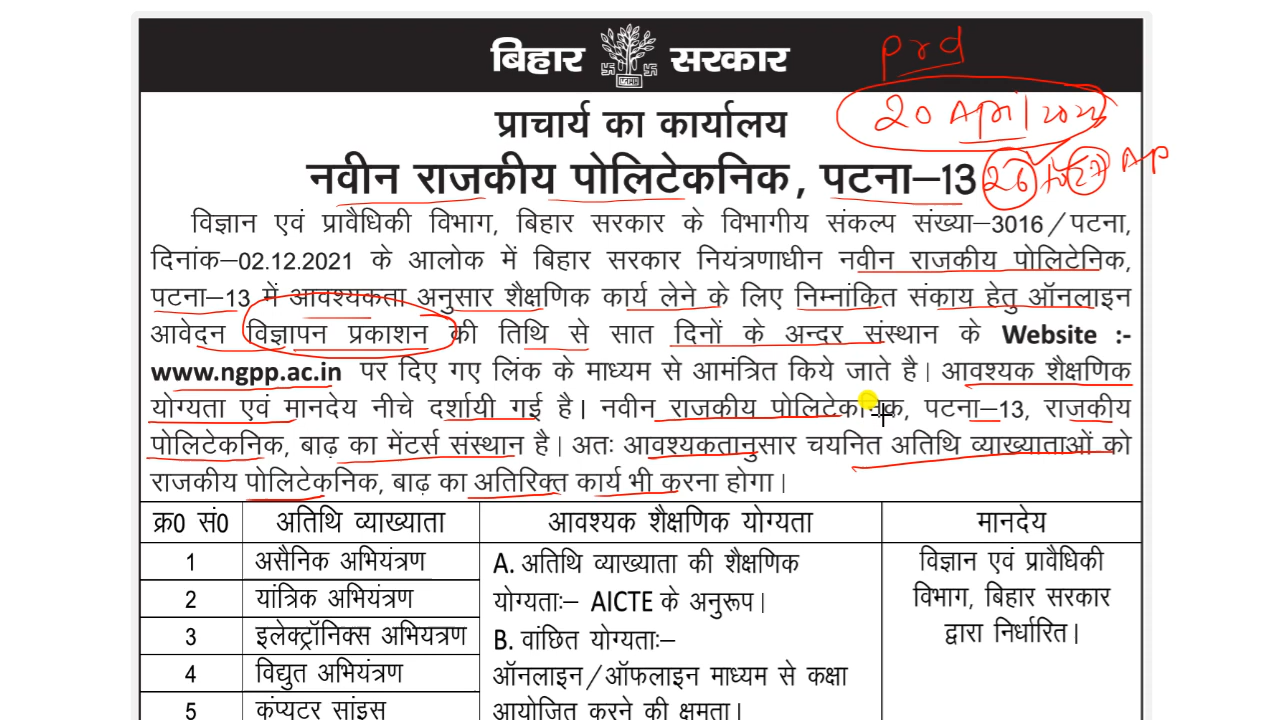 बिहार सरकार
prd
20 April 2022
प्राचार्य का कार्यालय
नवीन राजकीय पोलिटेकनिक, पटना–13
26 to 27 Ap
विज्ञान एवं प्रावैधिकी विभाग, बिहार सरकार के विभागीय संकल्प संख्या–3016/पटना,
दिनांक–02.12.2021 के आलोक में बिहार सरकार नियंत्रणाधीन नवीन राजकीय पोलिटेनिक,
पटना–13 में आवश्यकता अनुसार शैक्षणिक कार्य लेने के लिए निम्नांकित संकाय हेतु ऑनलाइन
आवेदन विज्ञापन प्रकाशन की तिथि से सात दिनों के अन्दर संस्थान के Website :-
www.ngpp.ac.in पर दिए गए लिंक के माध्यम से आमंत्रित किये जाते है। आवश्यक शैक्षणिक
योग्यता एवं मानदेय नीचे दर्शायी गई है। नवीन राजकीय पोलिटेकनिक, पटना–13, राजकीय
पोलिटेकनिक, बाढ़ का मेंटर्स संस्थान है। अतः आवश्यकतानुसार चयनित अतिथि व्याख्याताओं को
राजकीय पोलिटेकनिक, बाढ़ का अतिरिक्त कार्य भी करना होगा।
क्र0 सं0 अतिथि व्याख्याता आवश्यक शैक्षणिक योग्यता मानदेय
1 असैनिक अभियंत्रण A. अतिथि व्याख्याता की शैक्षणिक विज्ञान एवं प्रावैधिकी
2 यांत्रिक अभियंत्रण योग्यताः– AICTE के अनुरूप। विभाग, बिहार सरकार
3 इलेक्ट्रॉनिक्स अभियत्रण B. वांछित योग्यताः– द्वारा निर्धारित।
4 विद्युत अभियंत्रण ऑनलाइन/ऑफलाइन माध्यम से कक्षा
5 कंप्यूटर सांइस आयोजित करने की क्षमता।